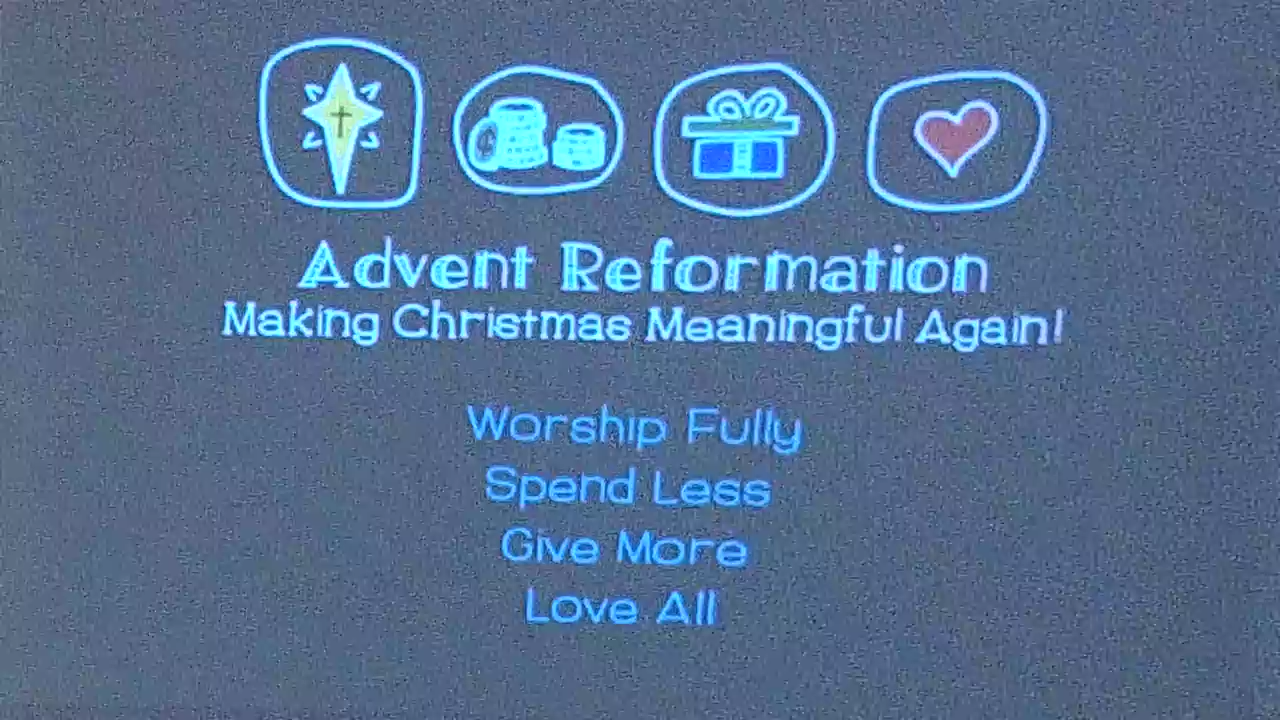 Advent Reformation
Making Christmas Meaningful Again!
Worship Fully
Spend Less
Give More
Love All